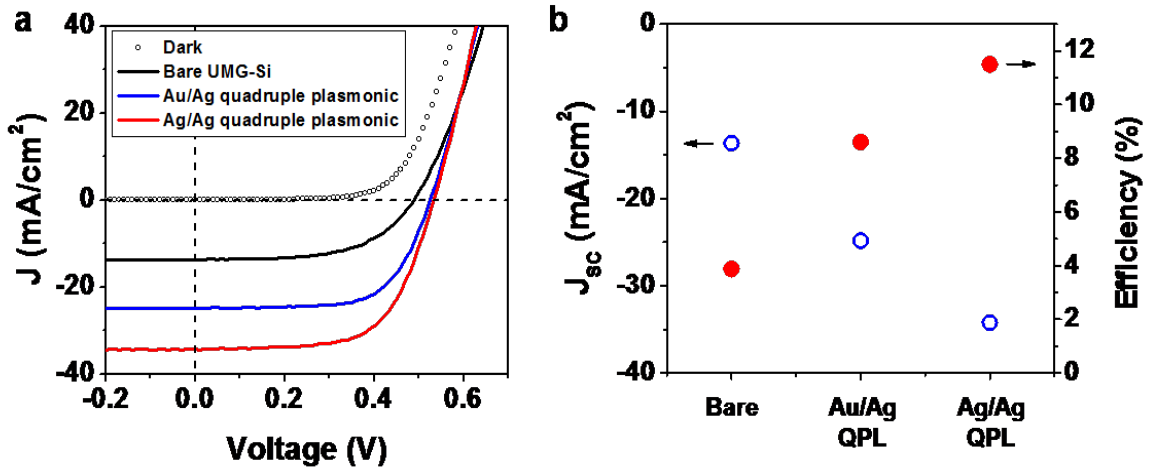 a
J (mA/cm²)
40
20
0
-20
-40
Dark
Bare UMG-Si
Au/Ag quadruple plasmonic
Ag/Ag quadruple plasmonic
-0.2 0.0 0.2 0.4 0.6
Voltage (V)
b
Jsc (mA/cm²)
0
-10
-20
-30
-40
Bare Au/Ag QPL Ag/Ag QPL
12
10
8
6
4
2
0
Efficiency (%)